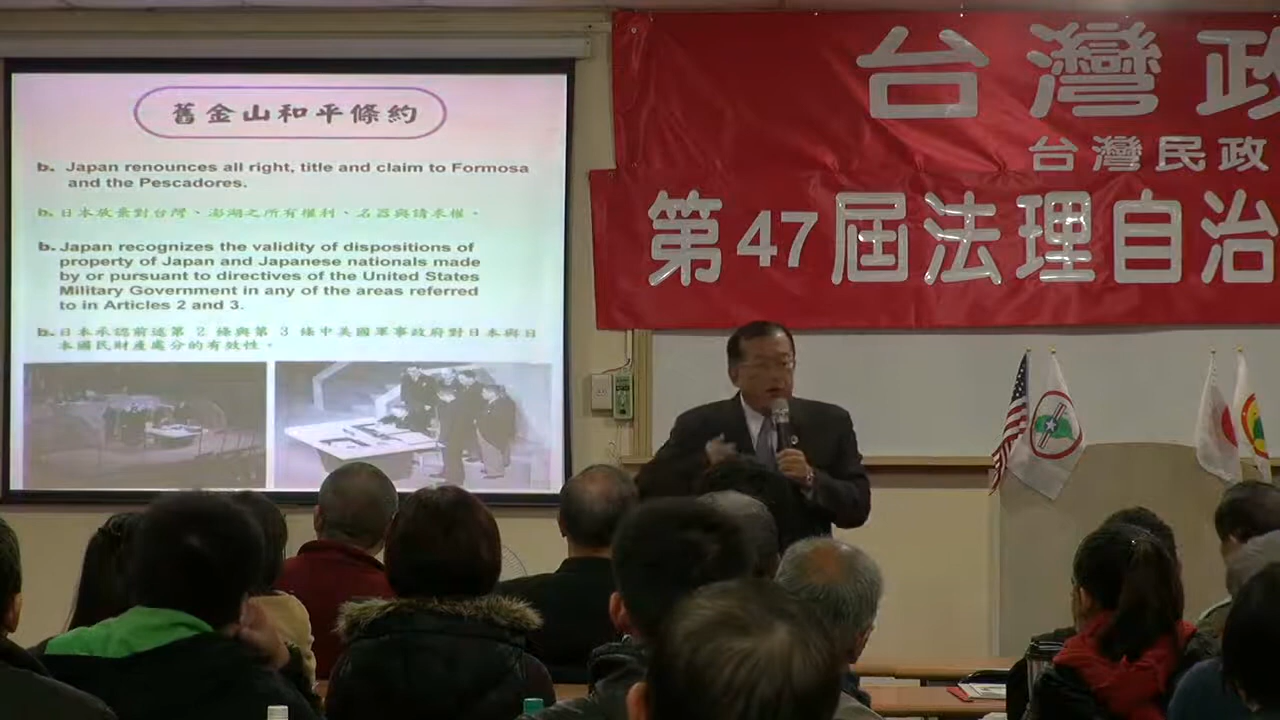 舊金山和平條約
b. Japan renounces all right, title and claim to Formosa
and the Pescadores.
b. 日本放棄對台灣、澎湖之所有權利、名器與請求權。
b. Japan recognizes the validity of dispositions of
property of Japan and Japanese nationals made
by or pursuant to directives of the United States
Military Government in any of the areas referred
to in Articles 2 and 3.
b. 日本承認前述第 2 條與第 3 條中美國軍事政府對日本與日
本國民財產處分的有效性。
台灣政
台灣民政
第47屆法理自治